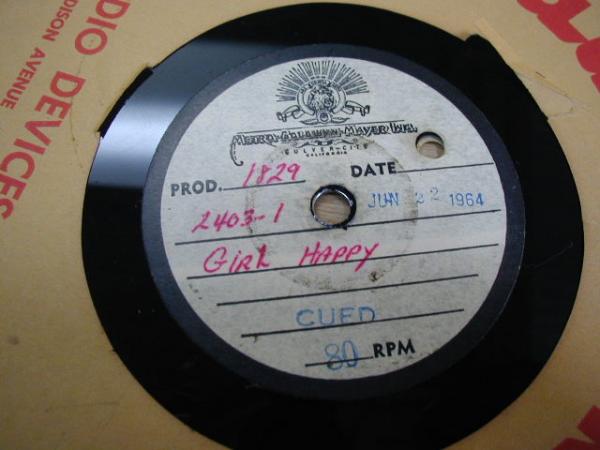 METRO-GOLDWYN-MAYER INC.
CULVER-CITY
CALIFORNIA
PROD. 1829 DATE
2403-1 JUN 22 1964
GIRL HAPPY
CUED
80 RPM
DIO DEVICES
DISON AVENUE